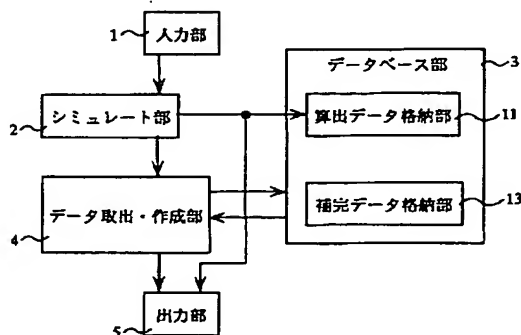 1
入力部
データベース部
3
2
シミュレート部
算出データ格納部
11
データ取出・作成部
4
補完データ格納部
13
出力部
5